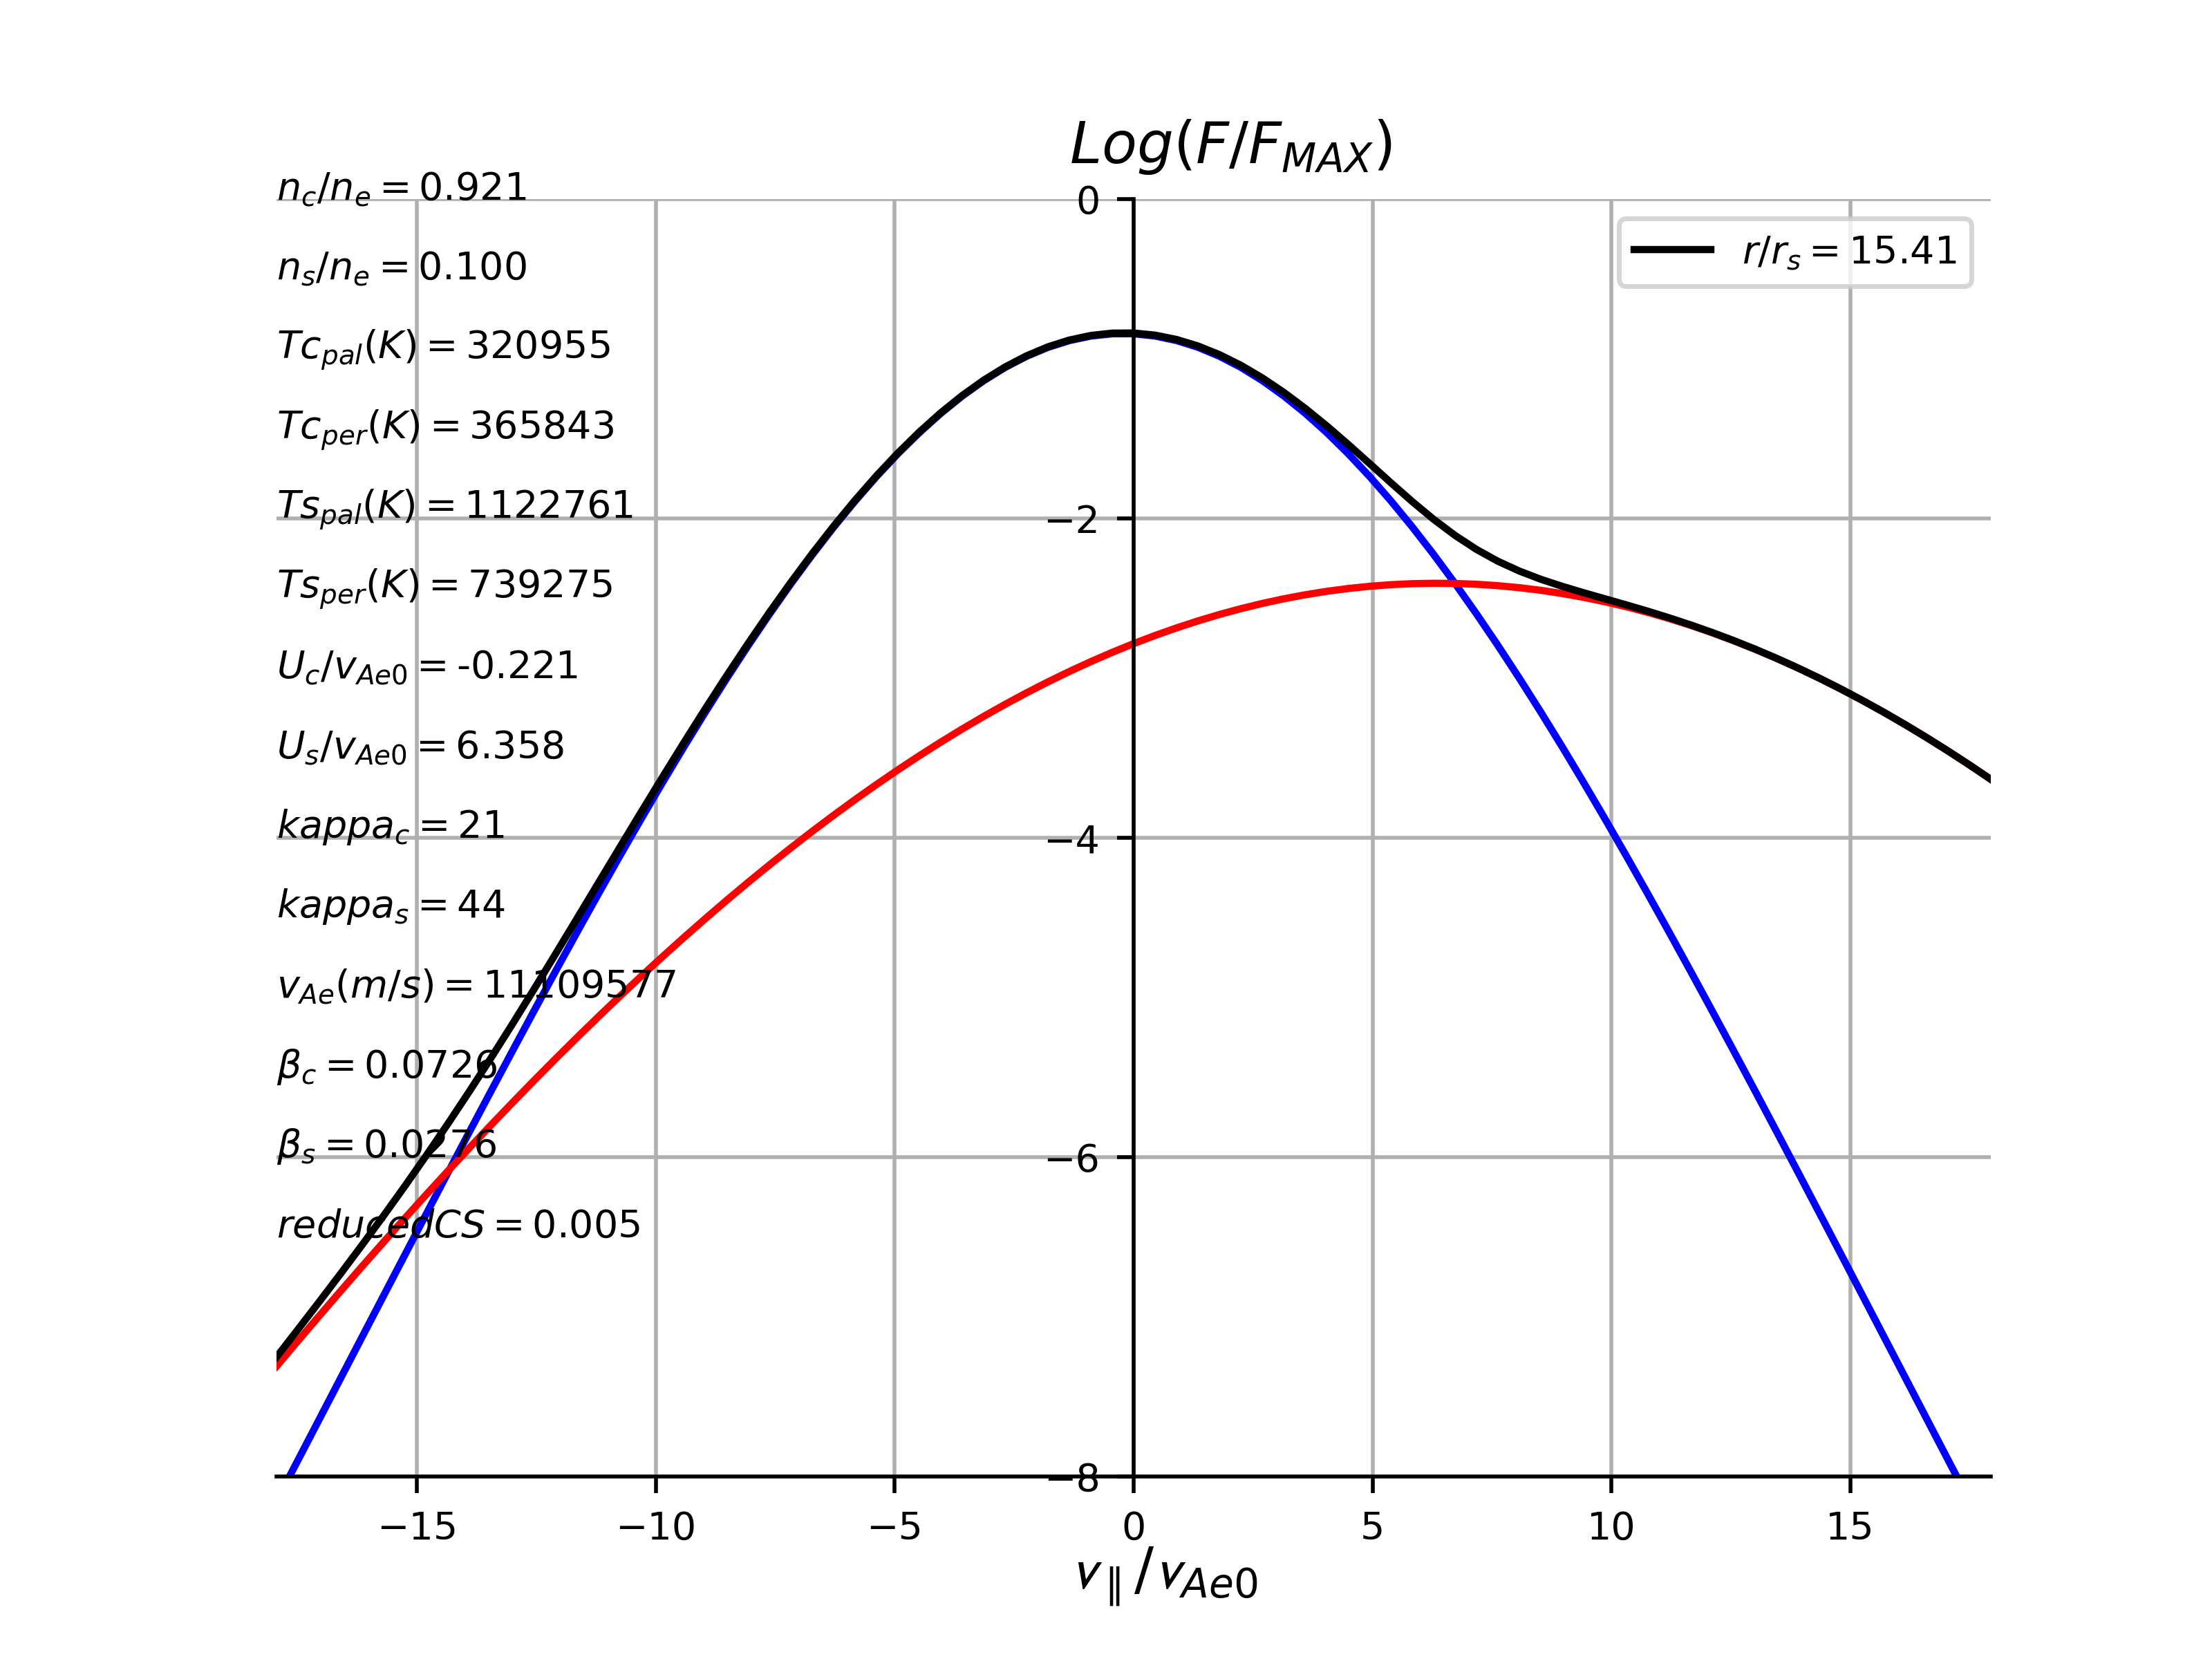 Log(F/F_MAX)
n_c/n_e = 0.921
0
r/r_s = 15.41
n_s/n_e = 0.100
Tc_pal(K) = 320955
Tc_per(K) = 365843
Ts_pal(K) = 1122761
−2
Ts_per(K) = 739275
U_c/v_Ae0 = -0.221
U_s/v_Ae0 = 6.358
kappa_c = 21
−4
kappa_s = 44
v_Ae(m/s) = 11109577
β_c = 0.0726
β_s = 0.0276
−6
reducedCS = 0.005
−8
−15 −10 −5 0 5 10 15
v_∥/v_Ae0